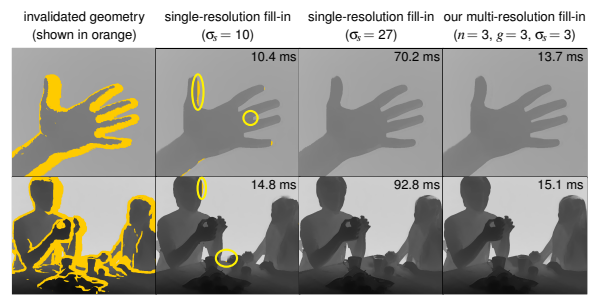 invalidated geometry
(shown in orange)
single-resolution fill-in
(σs = 10)
single-resolution fill-in
(σs = 27)
our multi-resolution fill-in
(n = 3, g = 3, σs = 3)
10.4 ms
70.2 ms
13.7 ms
14.8 ms
92.8 ms
15.1 ms